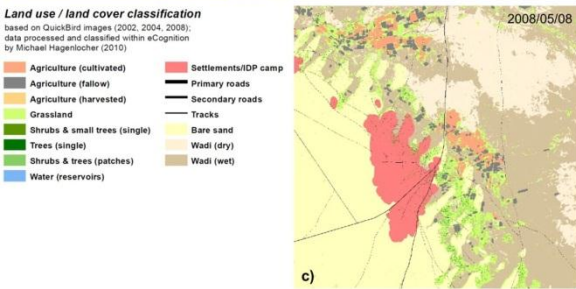 Land use / land cover classification
based on QuickBird images (2002, 2004, 2008);
data processed and classified within eCognition
by Michael Hagenlocher (2010)
Agriculture (cultivated)
Agriculture (fallow)
Agriculture (harvested)
Grassland
Shrubs & small trees (single)
Trees (single)
Shrubs & trees (patches)
Water (reservoirs)
Settlements/IDP camp
Primary roads
Secondary roads
Tracks
Bare sand
Wadi (dry)
Wadi (wet)
2008/05/08
c)